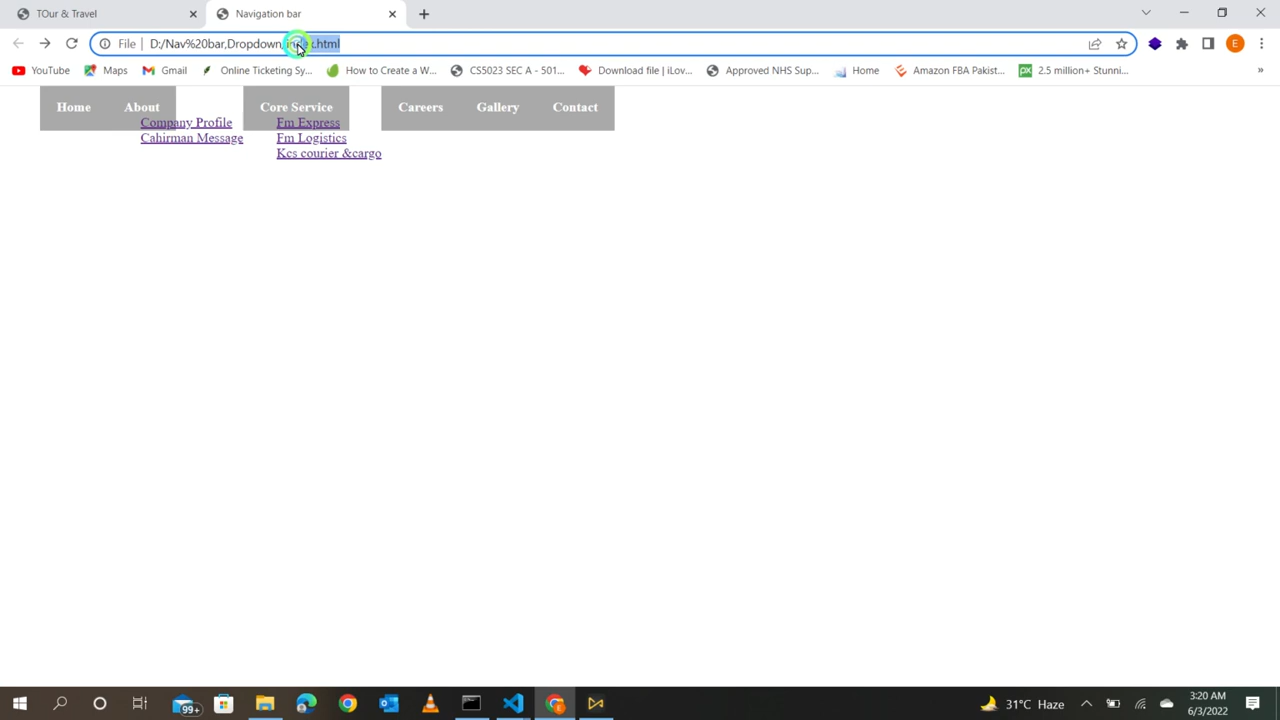 TOur & Travel
Navigation bar
File
D:/Nav%20bar,Dropdown/index.html
YouTube
Maps
Gmail
Online Ticketing Sy...
How to Create a W...
CS5023 SEC A - 501...
Download file | iLov...
Approved NHS Sup...
Home
Amazon FBA Pakist...
2.5 million+ Stunni...
»
Home
About
Core Service
Careers
Gallery
Contact
Company Profile
Cahirman Message
Fm Express
Fm Logistics
Kcs courier &cargo
E
px
99+
31°C Haze
3:20 AM
6/3/2022